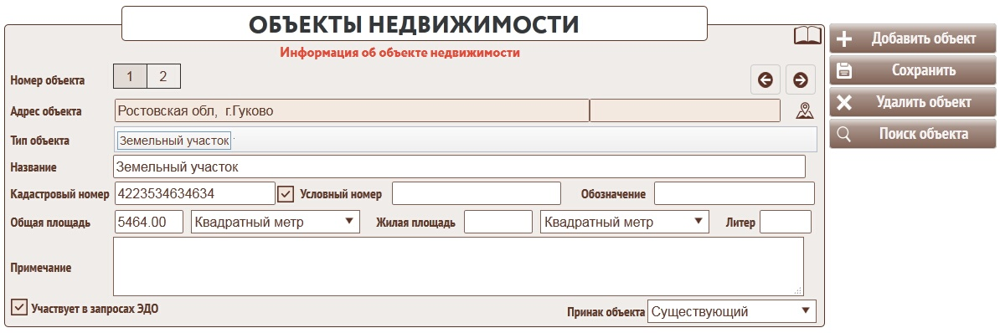 ОБЪЕКТЫ НЕДВИЖИМОСТИ
Информация об объекте недвижимости
Номер объекта 1 2
Адрес объекта Ростовская обл, г.Гуково
Тип объекта Земельный участок
Название Земельный участок
Кадастровый номер 4223534634634 Условный номер Обозначение
Общая площадь 5464.00 Квадратный метр Жилая площадь Квадратный метр Литер
Примечание
Участвует в запросах ЭДО
Принак объекта Существующий
Добавить объект
Сохранить
Удалить объект
Поиск объекта